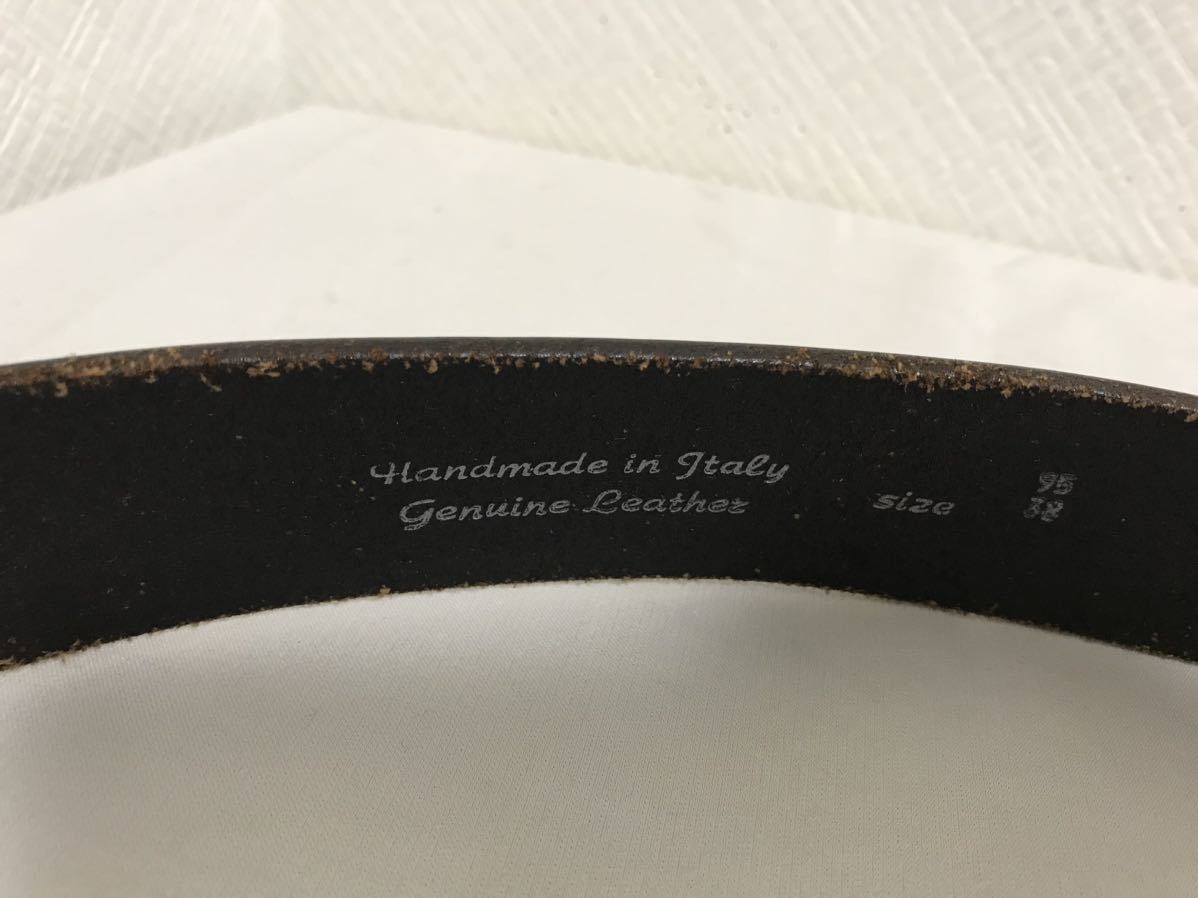 Handmade in Italy
Genuine Leather
size
95
38